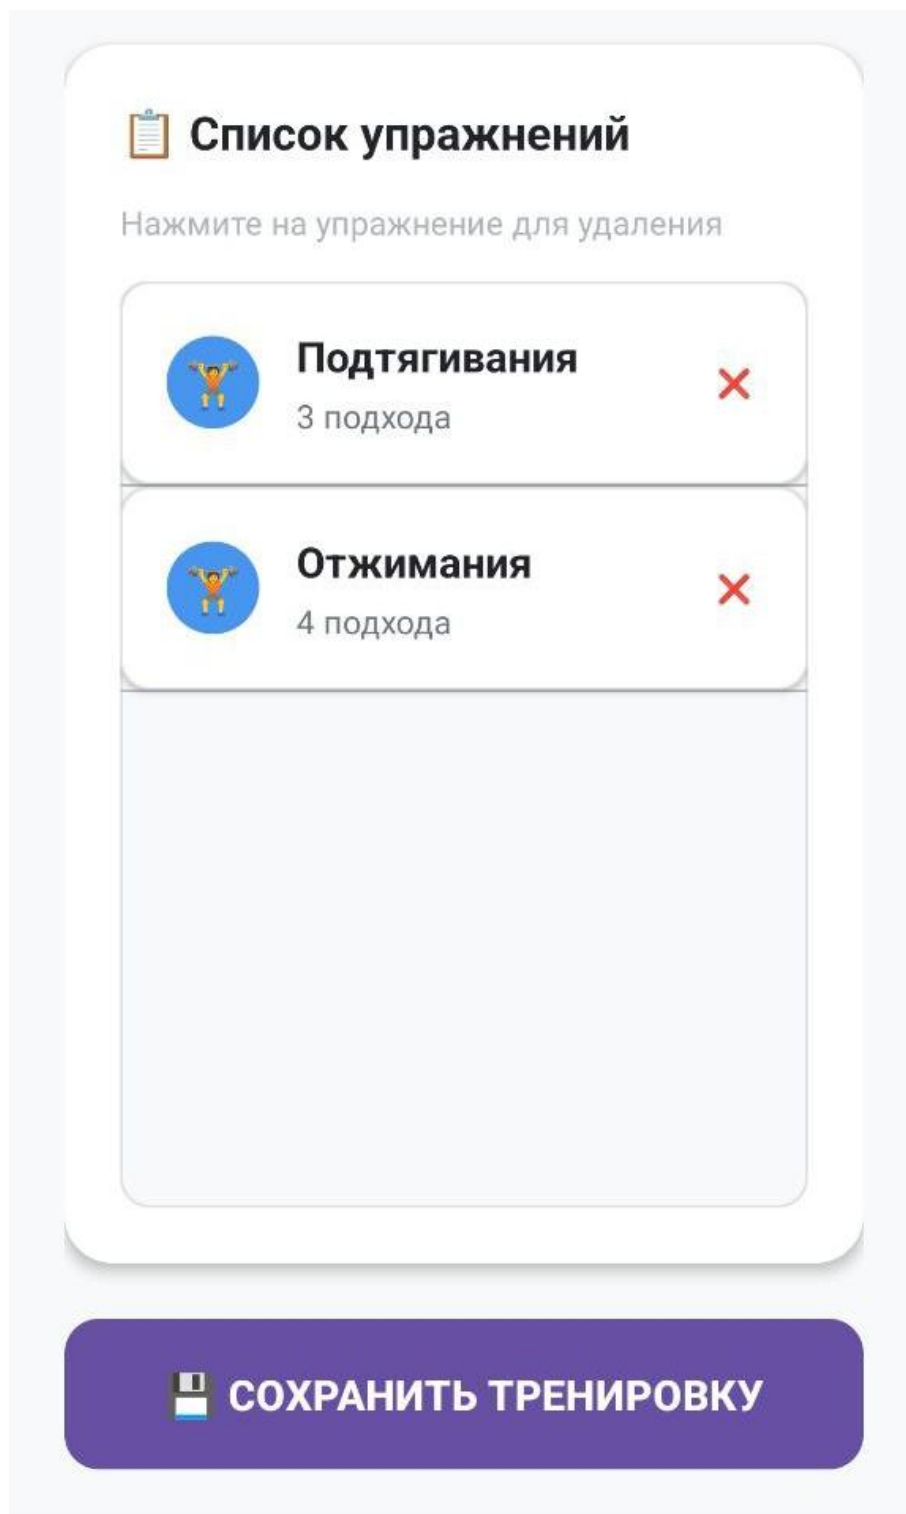 Список упражнений
Нажмите на упражнение для удаления
Подтягивания
3 подхода
Отжимания
4 подхода
СОХРАНИТЬ ТРЕНИРОВКУ